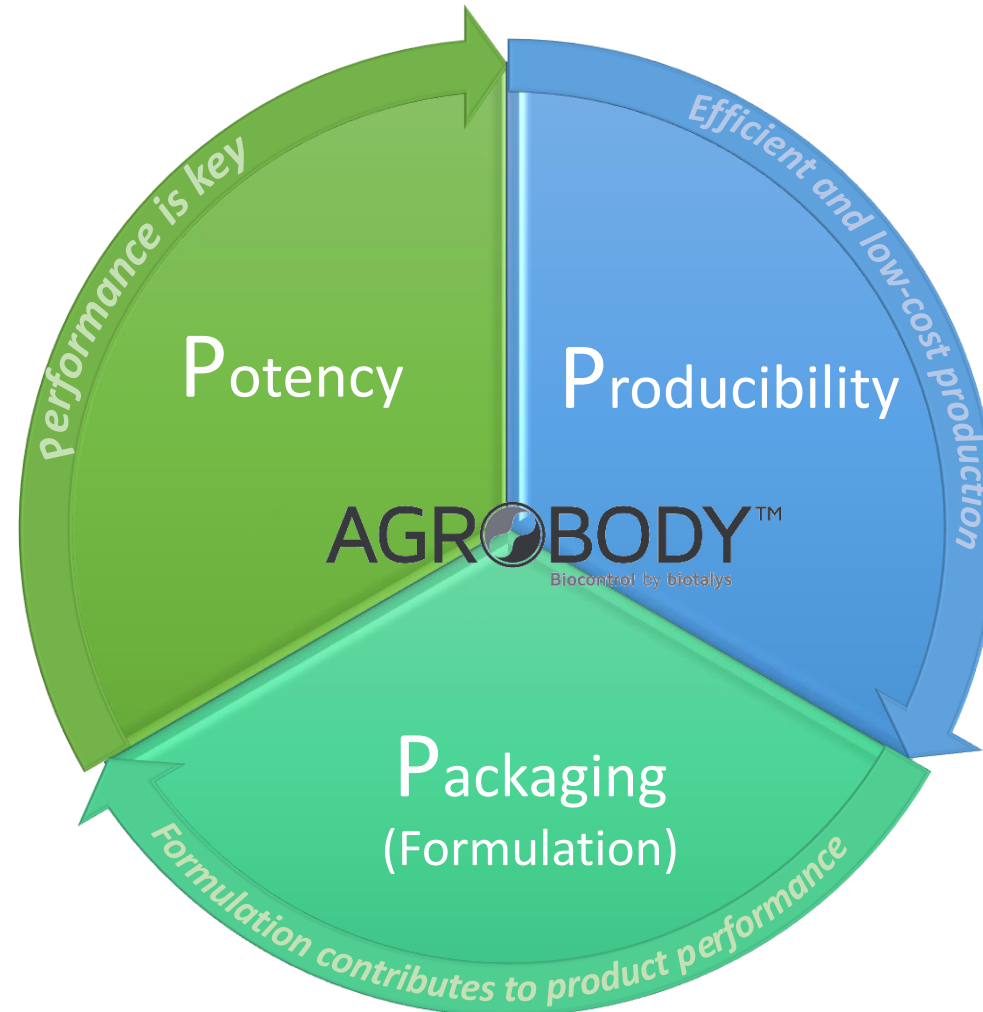 Performance is key
Efficient and low-cost production
Potency
Producibility
AGROBODY™
Biocontrol by biotalys
Packaging
(Formulation)
Formulation contributes to product performance